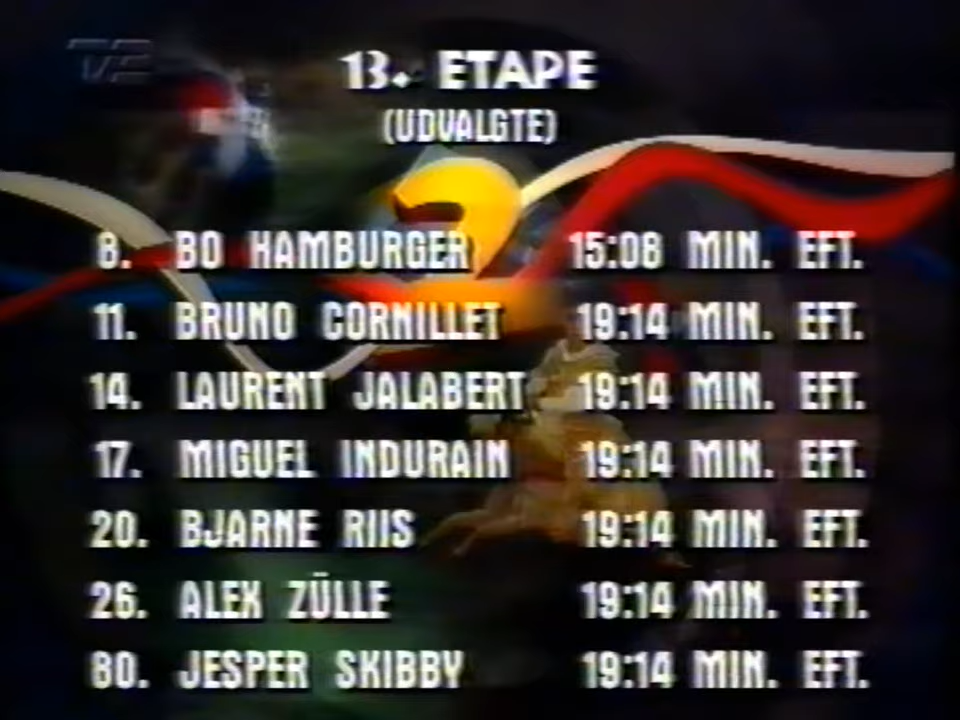 TV2
13. ETAPE
(UDVALGTE)
8. BO HAMBURGER 15:08 MIN. EFT.
11. BRUNO CORNILLET 19:14 MIN. EFT.
14. LAURENT JALABERT 19:14 MIN. EFT.
17. MIGUEL INDURAIN 19:14 MIN. EFT.
20. BJARNE RIIS 19:14 MIN. EFT.
26. ALEX ZÜLLE 19:14 MIN. EFT.
80. JESPER SKIBBY 19:14 MIN. EFT.